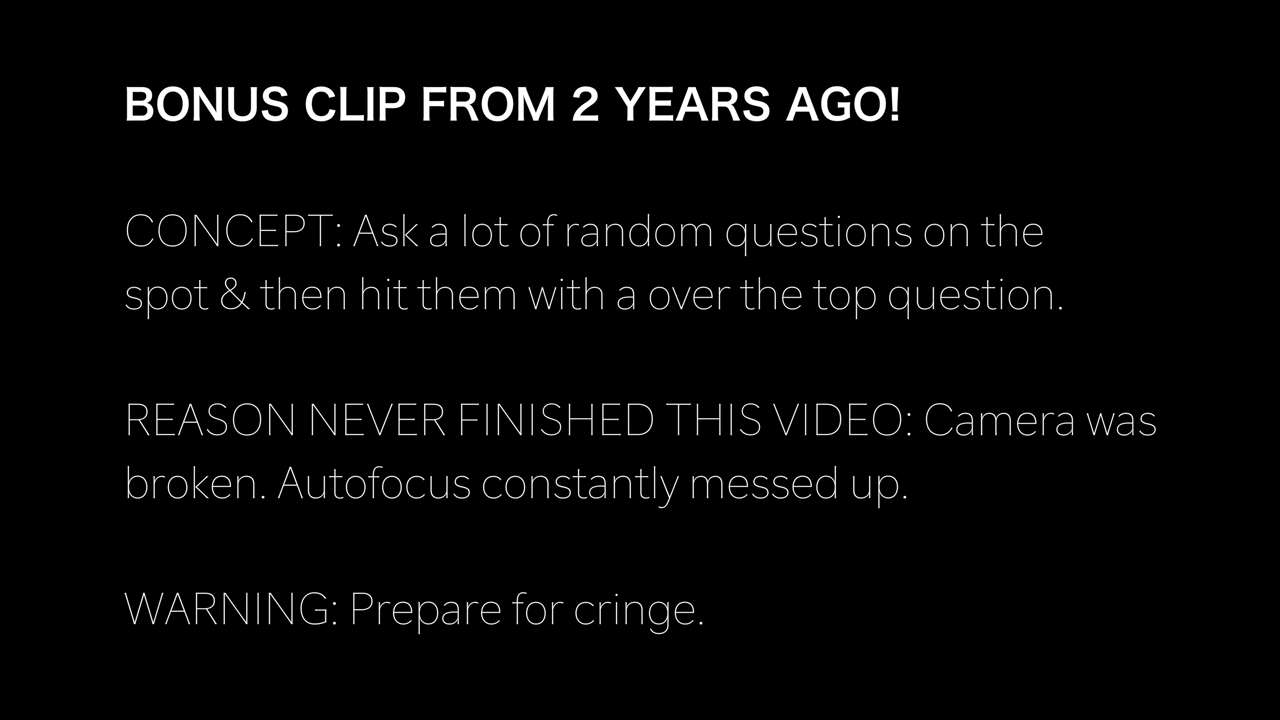 BONUS CLIP FROM 2 YEARS AGO!
CONCEPT: Ask a lot of random questions on the
spot & then hit them with a over the top question.
REASON NEVER FINISHED THIS VIDEO: Camera was
broken. Autofocus constantly messed up.
WARNING: Prepare for cringe.